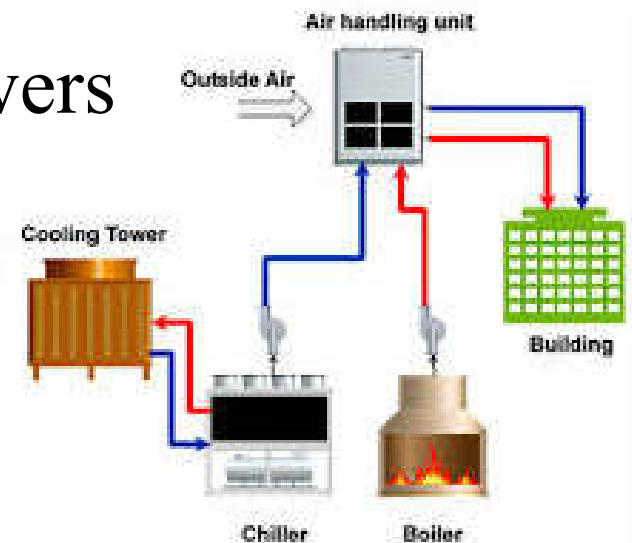 Air handling unit
vers
Outside Air
Cooling Tower
Building
Chiller
Boiler